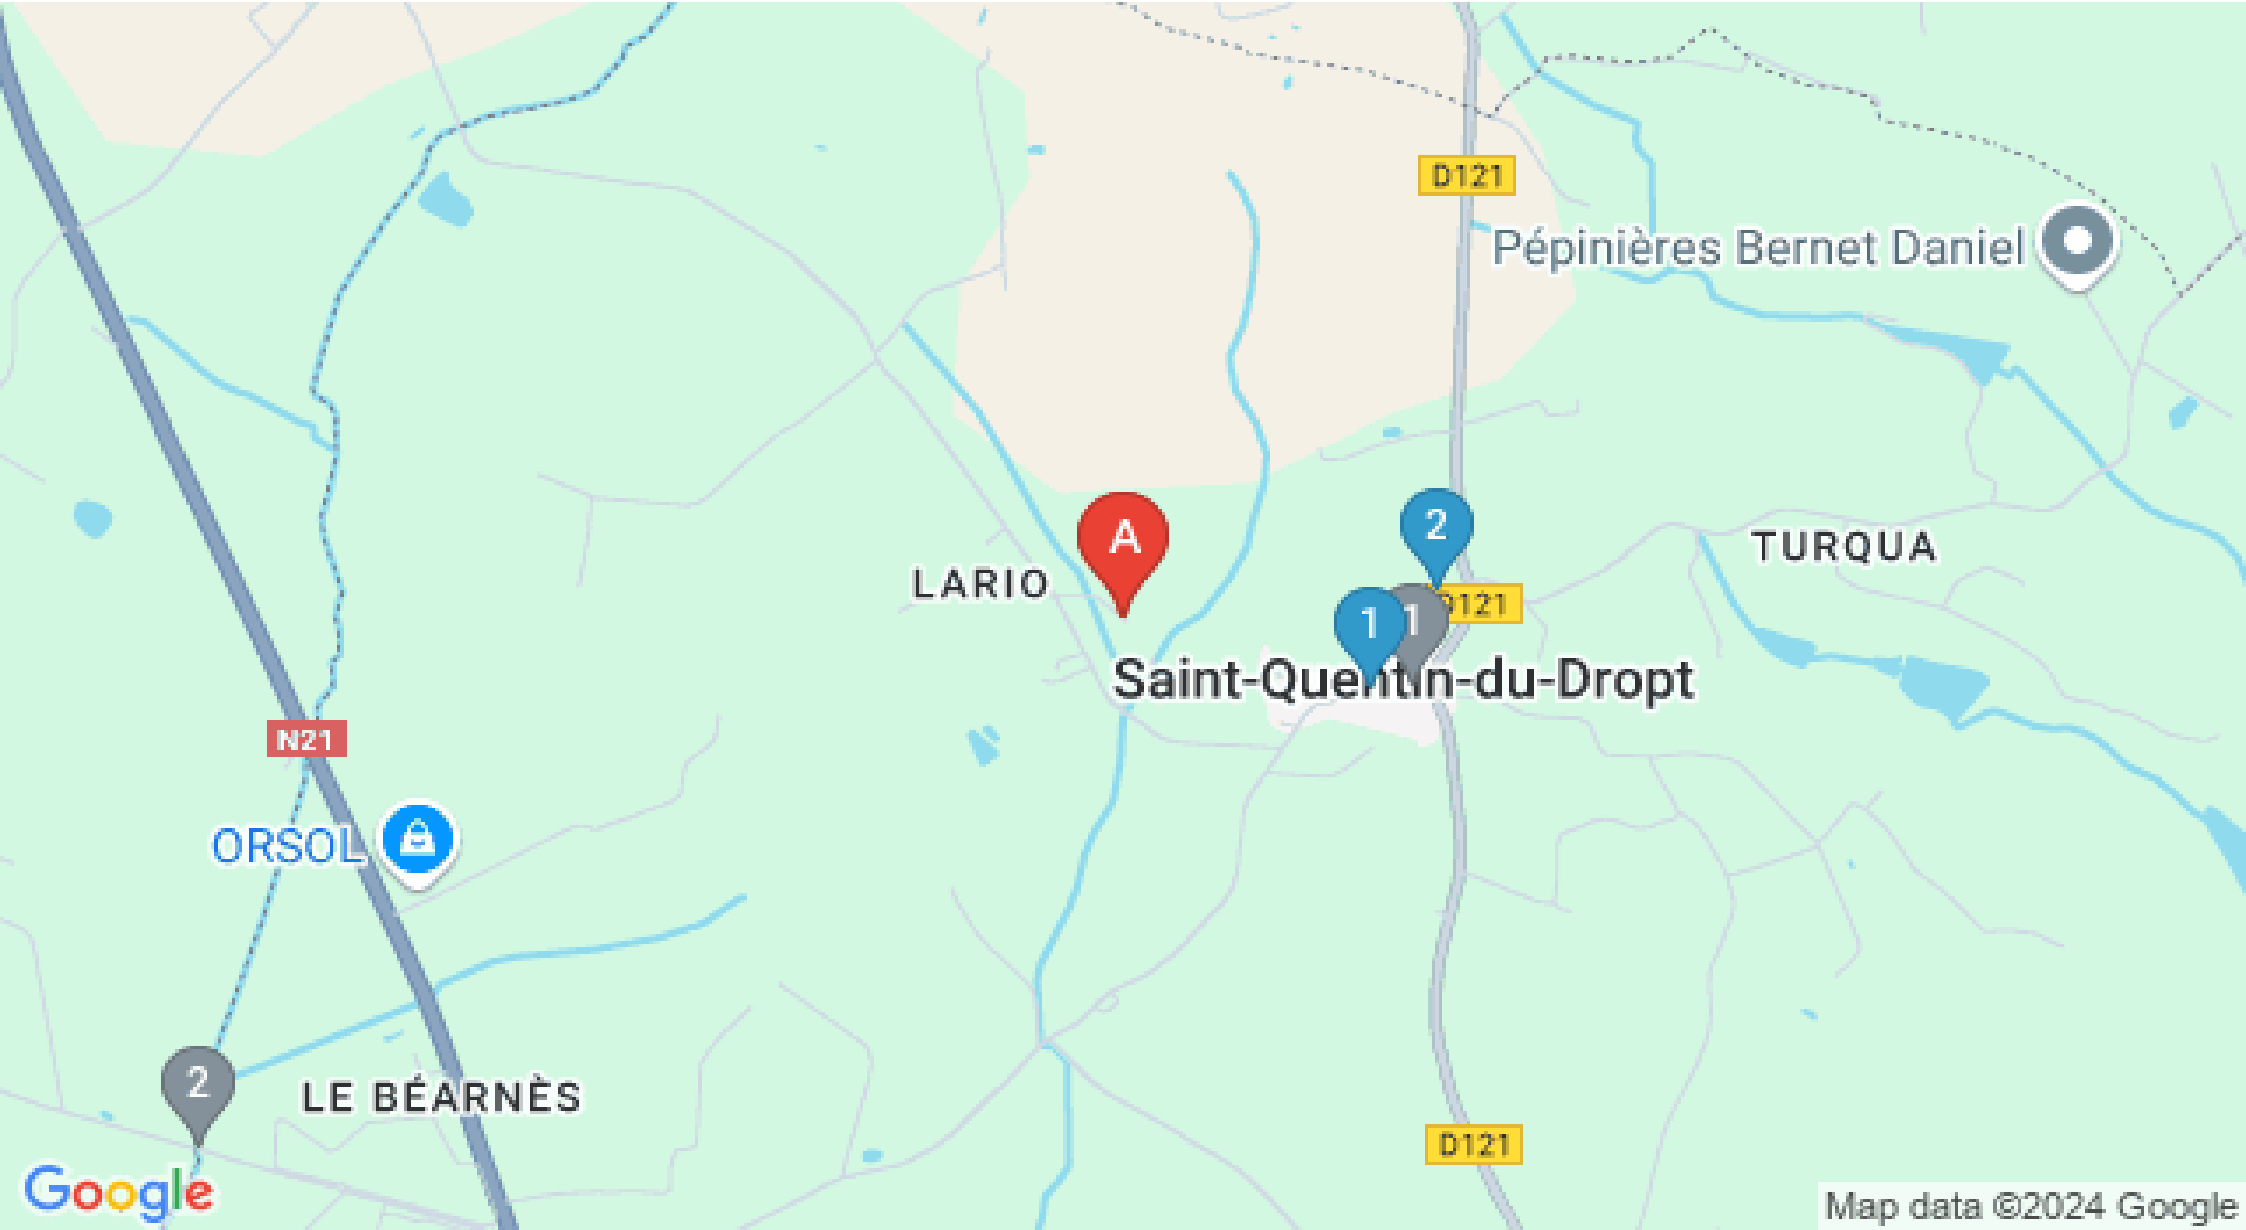 D121
Pépinières Bernet Daniel
A
2
TURQUA
LARIO
D121
1
1
Saint-Quentin-du-Dropt
N21
ORSOL
2
LE BÉARNÈS
D121
Google
Map data ©2024 Google